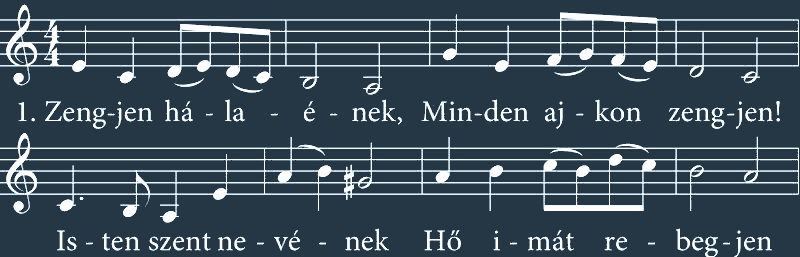 1. Zeng-jen há - la - é - nek, Min-den aj - kon zeng-jen!
Is - ten szent ne - vé - nek Hő i - mát re - beg-jen